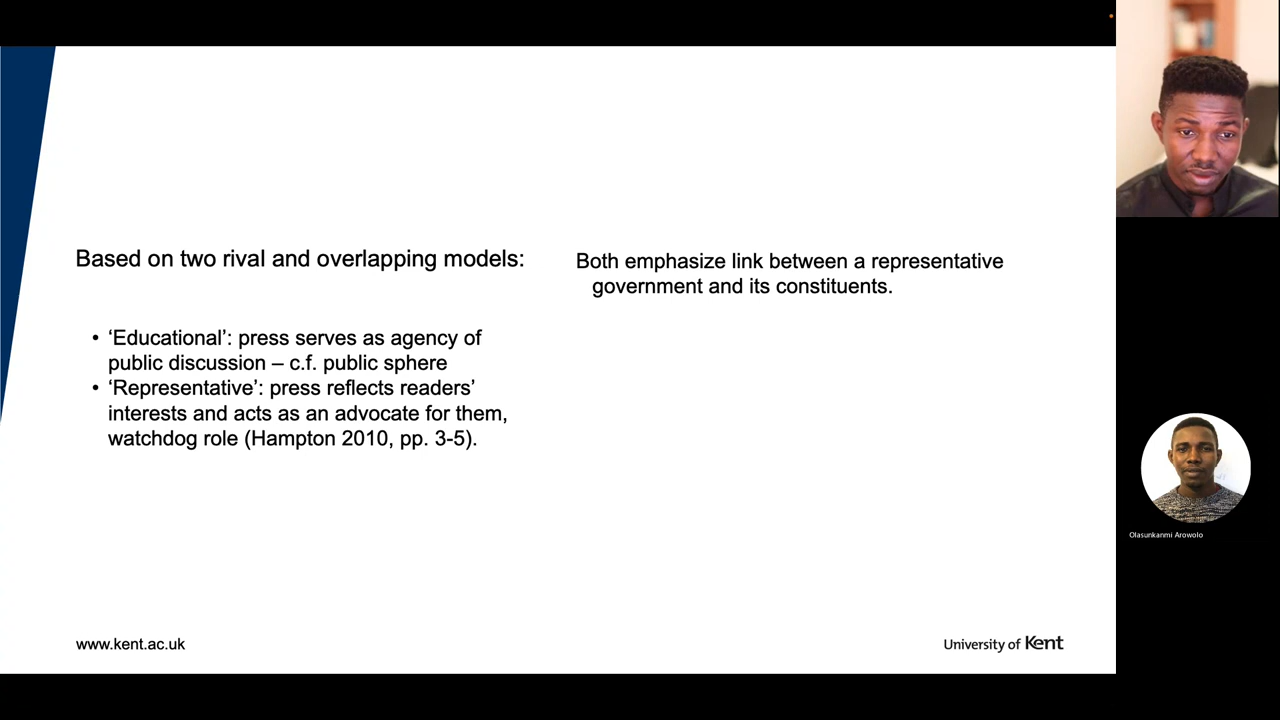 Based on two rival and overlapping models:
• ‘Educational’: press serves as agency of
public discussion – c.f. public sphere
• ‘Representative’: press reflects readers’
interests and acts as an advocate for them,
watchdog role (Hampton 2010, pp. 3-5).
Both emphasize link between a representative
government and its constituents.
www.kent.ac.uk
University of Kent
Olasunkanmi Arowolo